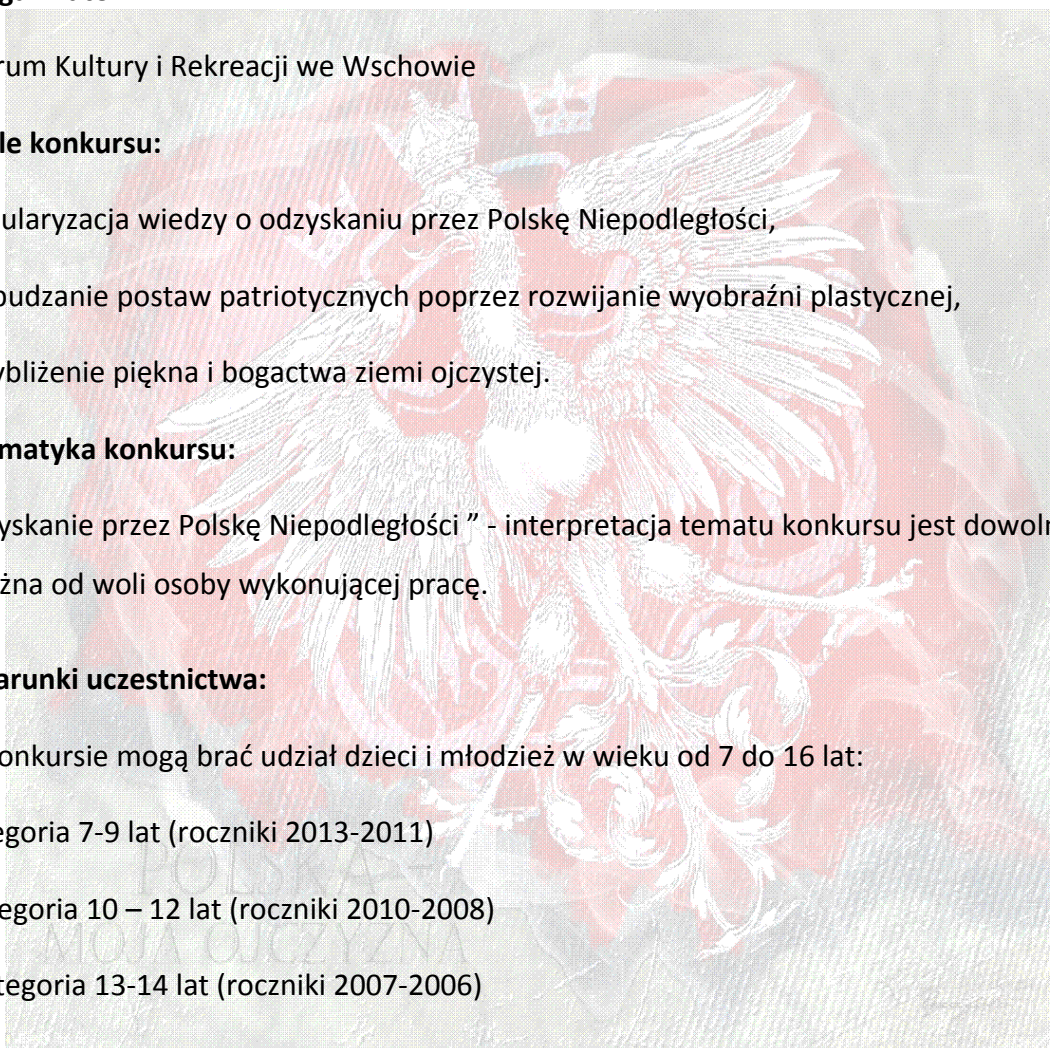 rum Kultury i Rekreacji we Wschowie
le konkursu:
ularyzacja wiedzy o odzyskaniu przez Polskę Niepodległości,
budzanie postaw patriotycznych poprzez rozwijanie wyobraźni plastycznej,
ybliżenie piękna i bogactwa ziemi ojczystej.
matyka konkursu:
yskanie przez Polskę Niepodległości ” - interpretacja tematu konkursu jest dowoln
żna od woli osoby wykonującej pracę.
arunki uczestnictwa:
onkursie mogą brać udział dzieci i młodzież w wieku od 7 do 16 lat:
egoria 7-9 lat (roczniki 2013-2011)
POLSKA
egoria 10 – 12 lat (roczniki 2010-2008)
MOJA OJCZYZNA
tegoria 13-14 lat (roczniki 2007-2006)